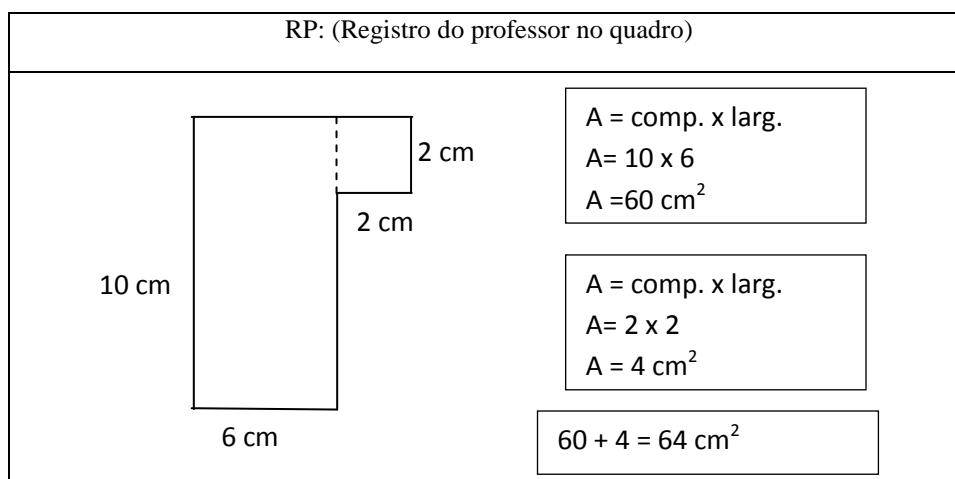 RP: (Registro do professor no quadro)
2 cm
2 cm
10 cm
6 cm
A = comp. x larg.
A= 10 x 6
A =60 cm²
A = comp. x larg.
A= 2 x 2
A = 4 cm²
60 + 4 = 64 cm²